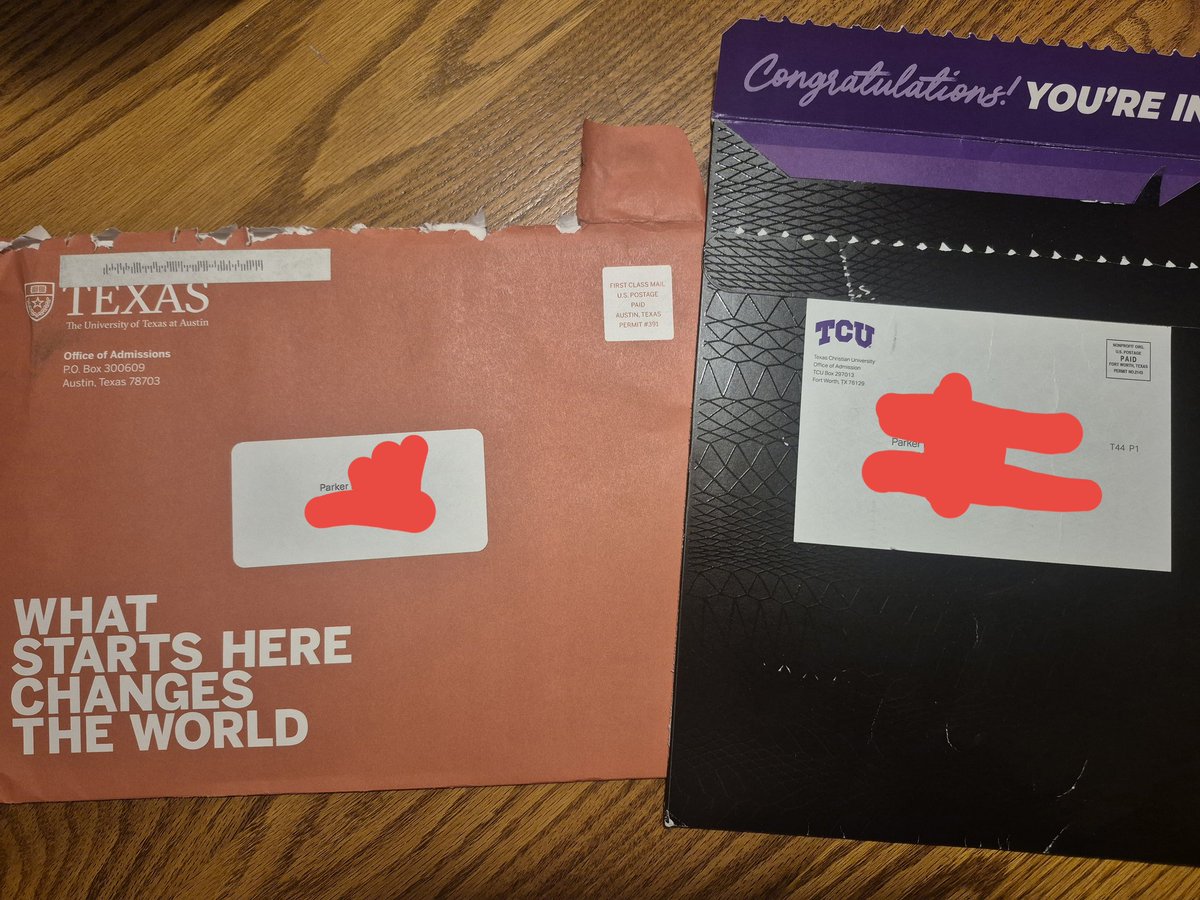 TEXAS
The University of Texas at Austin
Office of Admissions
P.O. Box 300609
Austin, Texas 78703
FIRST CLASS MAIL
U.S. POSTAGE
PAID
AUSTIN, TEXAS
PERMIT #391
Parker
WHAT
STARTS HERE
CHANGES
THE WORLD
Congratulations! YOU'RE IN
TCU
Texas Christian University
Office of Admission
TCU Box 297013
Fort Worth, TX 76129
NONPROFIT ORG.
U.S. POSTAGE
PAID
FORT WORTH, TEXAS
PERMIT NO.2143
Parker
T44 P1